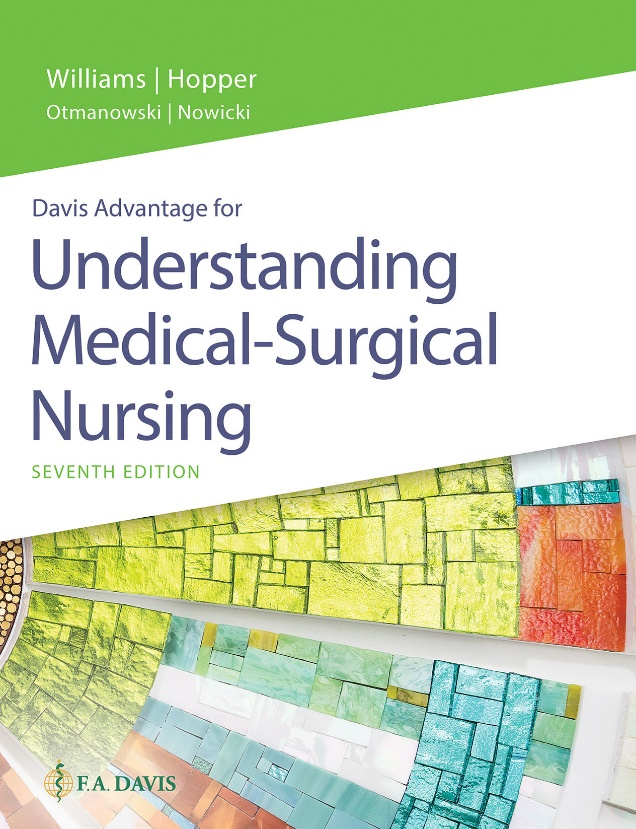 Williams | Hopper
Otmanowski | Nowicki
Davis Advantage for
Understanding
Medical-Surgical
Nursing
SEVENTH EDITION
F.A. DAVIS